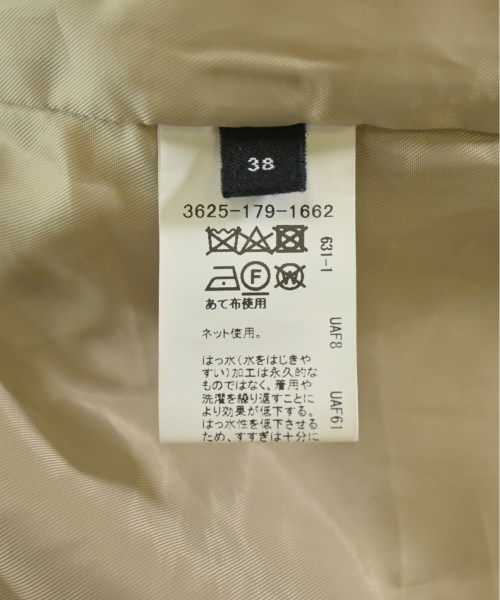 38
3625-179-1662
631-1
F W
あて布使用
UAF8
UAF61
ネット使用。
はっ水(水をはじきや
すい)加工は永久的な
ものではなく、着用や
洗濯を繰り返すことに
より効果が低下する。
はっ水性を低下させる
ため、すすぎは十分に